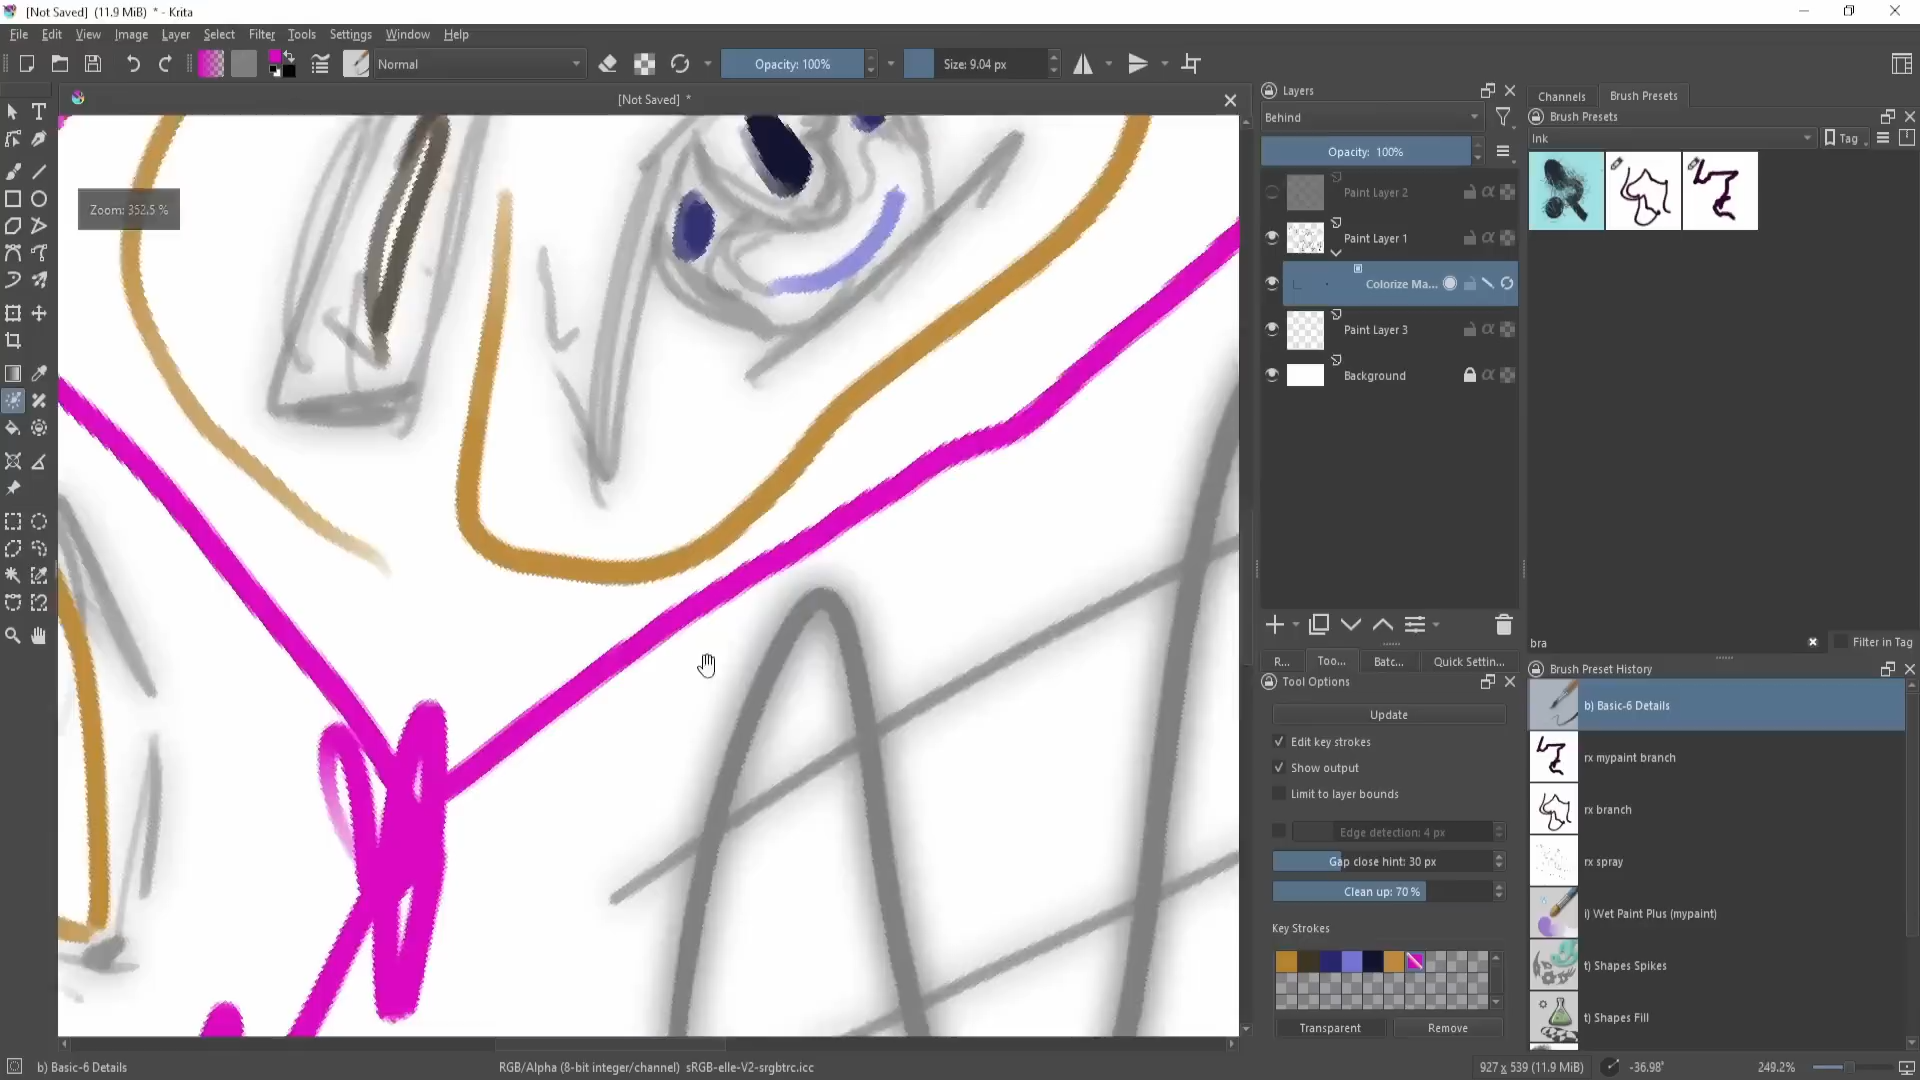 [Not Saved]  (11.9 MiB)  * - Krita
File  Edit  View  Image  Layer  Select  Filter  Tools  Settings  Window  Help
Normal  Opacity: 100%  Size: 9.04 px
[Not Saved]  *
Zoom: 352.5 %
Layers
Behind
Opacity:  100%
Paint Layer 2
Paint Layer 1
Colorize Ma...
Paint Layer 3
Background
R...  Too...  Batc...  Quick Settin...
Tool Options
Update
Edit key strokes
Show output
Limit to layer bounds
Edge detection: 4 px
Gap close hint: 30 px
Clean up: 70 %
Key Strokes
Transparent  Remove
Channels  Brush Presets
Brush Presets
Ink  Tag
bra  Filter in Tag
Brush Preset History
b) Basic-6 Details
rx mypaint branch
rx branch
rx spray
i) Wet Paint Plus (mypaint)
t) Shapes Spikes
t) Shapes Fill
b) Basic-6 Details  RGB/Alpha (8-bit integer/channel)  sRGB-elle-V2-srgbtrc.icc  927 x 539 (11.9 MiB)  -36.98°  249.2%